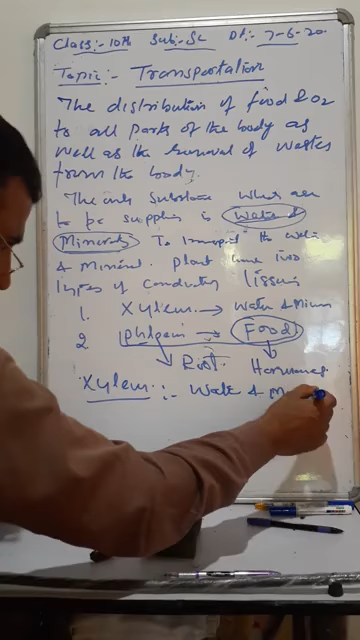 Class:- 10th Sub:- Sc Dt:- 7-6-20
Topic:- Transportation
The distribution of food & O2
to all parts of the body as
well as the removal of wastes
from the body.
The only substance which are
to be supplies is Water &
Minerals To transport the water
& mineral. plant have two
types of conducting tissues
1. Xylem → Water &
2 → Food
Root. Hormones
Xylem:- Water & M